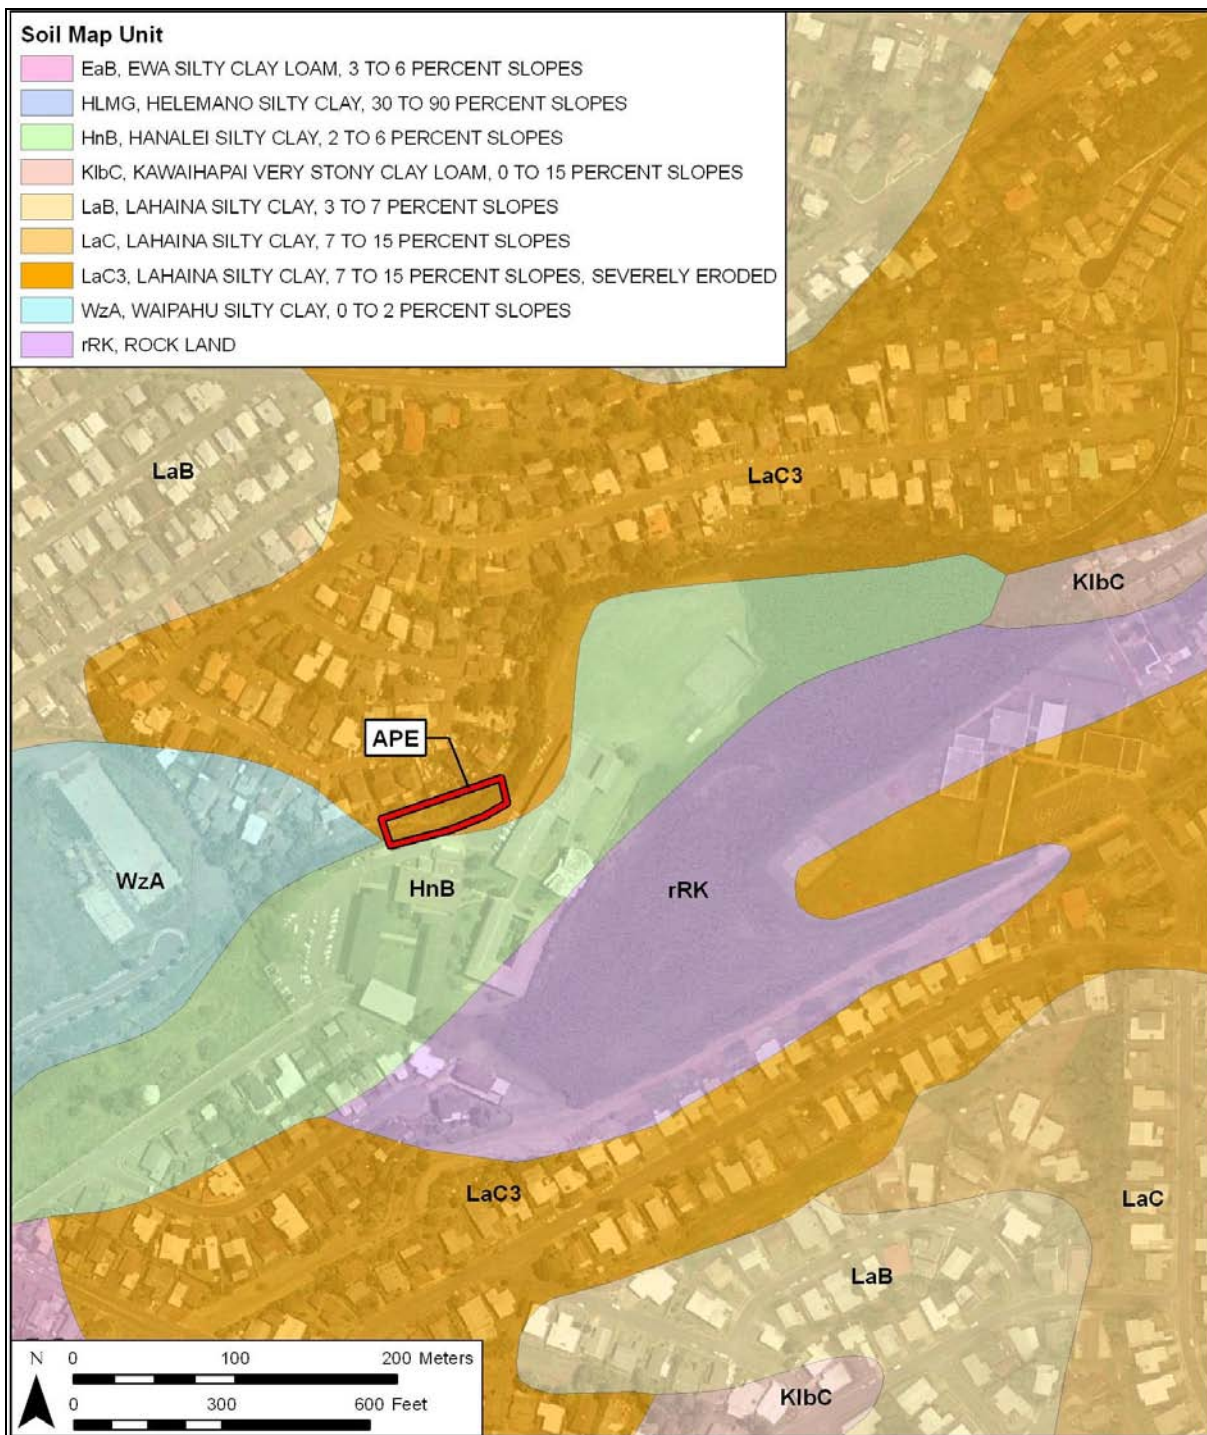 Soil Map Unit
EaB, EWA SILTY CLAY LOAM, 3 TO 6 PERCENT SLOPES
HLMG, HELEMANO SILTY CLAY, 30 TO 90 PERCENT SLOPES
HnB, HANALEI SILTY CLAY, 2 TO 6 PERCENT SLOPES
KlbC, KAWAIHAPAI VERY STONY CLAY LOAM, 0 TO 15 PERCENT SLOPES
LaB, LAHAINA SILTY CLAY, 3 TO 7 PERCENT SLOPES
LaC, LAHAINA SILTY CLAY, 7 TO 15 PERCENT SLOPES
LaC3, LAHAINA SILTY CLAY, 7 TO 15 PERCENT SLOPES, SEVERELY ERODED
WzA, WAIPAHU SILTY CLAY, 0 TO 2 PERCENT SLOPES
rRK, ROCK LAND
LaB
LaC3
KlbC
APE
WzA
HnB
rRK
LaC3
LaC
LaB
KlbC
N 0 100 200 Meters
0 300 600 Feet